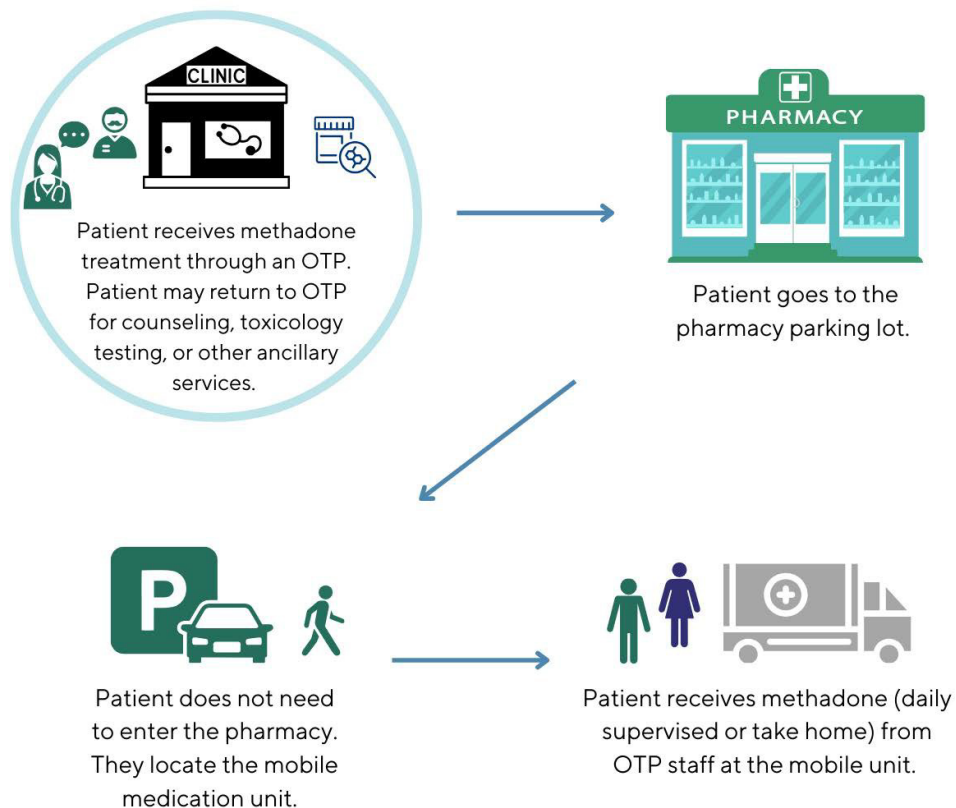 CLINIC
Patient receives methadone
treatment through an OTP.
Patient may return to OTP
for counseling, toxicology
testing, or other ancillary
services.
PHARMACY
Patient goes to the
pharmacy parking lot.
P
Patient does not need
to enter the pharmacy.
They locate the mobile
medication unit.
Patient receives methadone (daily
supervised or take home) from
OTP staff at the mobile unit.